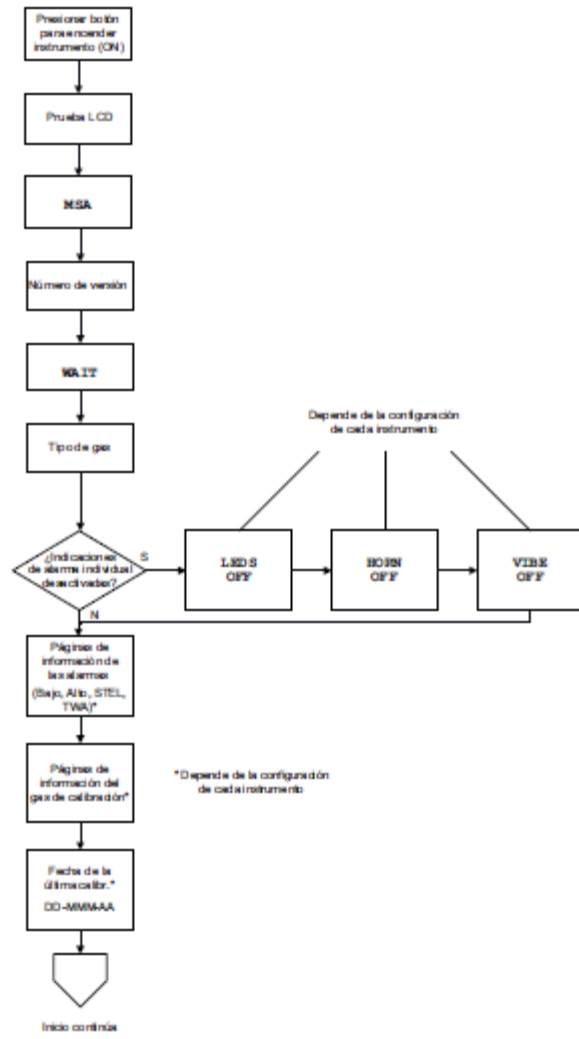 Presionar botón
para encender
instrumento (ON)
Prueba LCD
MSA
Número de versión
WAIT
Tipo de gas
Depende de la configuración
de cada instrumento
¿Indicaciones
de alarma individual
desactivadas?
S
LEDS
OFF
HORN
OFF
VIBE
OFF
N
Páginas de
información de
las alarmas
(Bajo, Alto, STEL,
TWA)*
Páginas de
información del
gas de calibración*
* Depende de la configuración
de cada instrumento
Fecha de la
última calibr.*
DD-MMM-AA
Inicio continúa